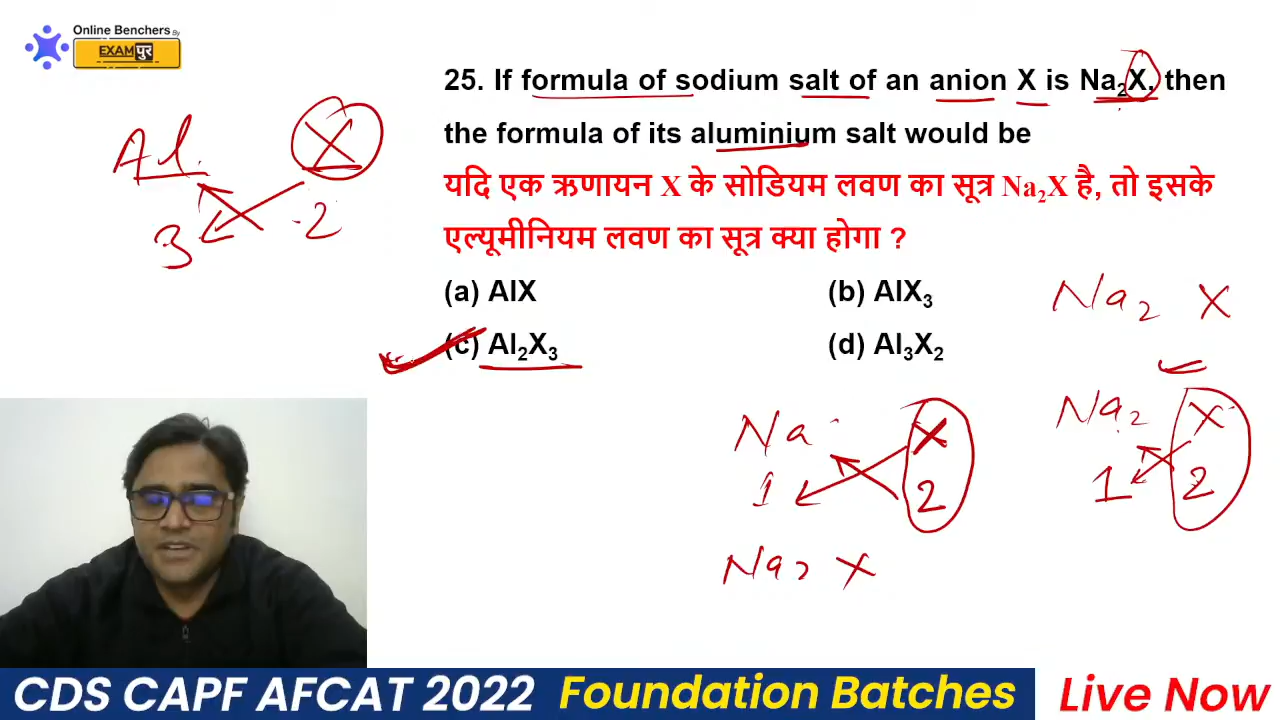 Online Benchers By
EXAMपुर
25. If formula of sodium salt of an anion X is Na₂X, then
the formula of its aluminium salt would be
यदि एक ऋणायन X के सोडियम लवण का सूत्र Na₂X है, तो इसके
एल्यूमीनियम लवण का सूत्र क्या होगा ?
(a) AlX (b) AlX₃
(c) Al₂X₃ (d) Al₃X₂
Al X
3 2
Na₂ X
Na₂ X
1 2
Na X
1 2
Na₂ X
CDS CAPF AFCAT 2022 Foundation Batches Live Now